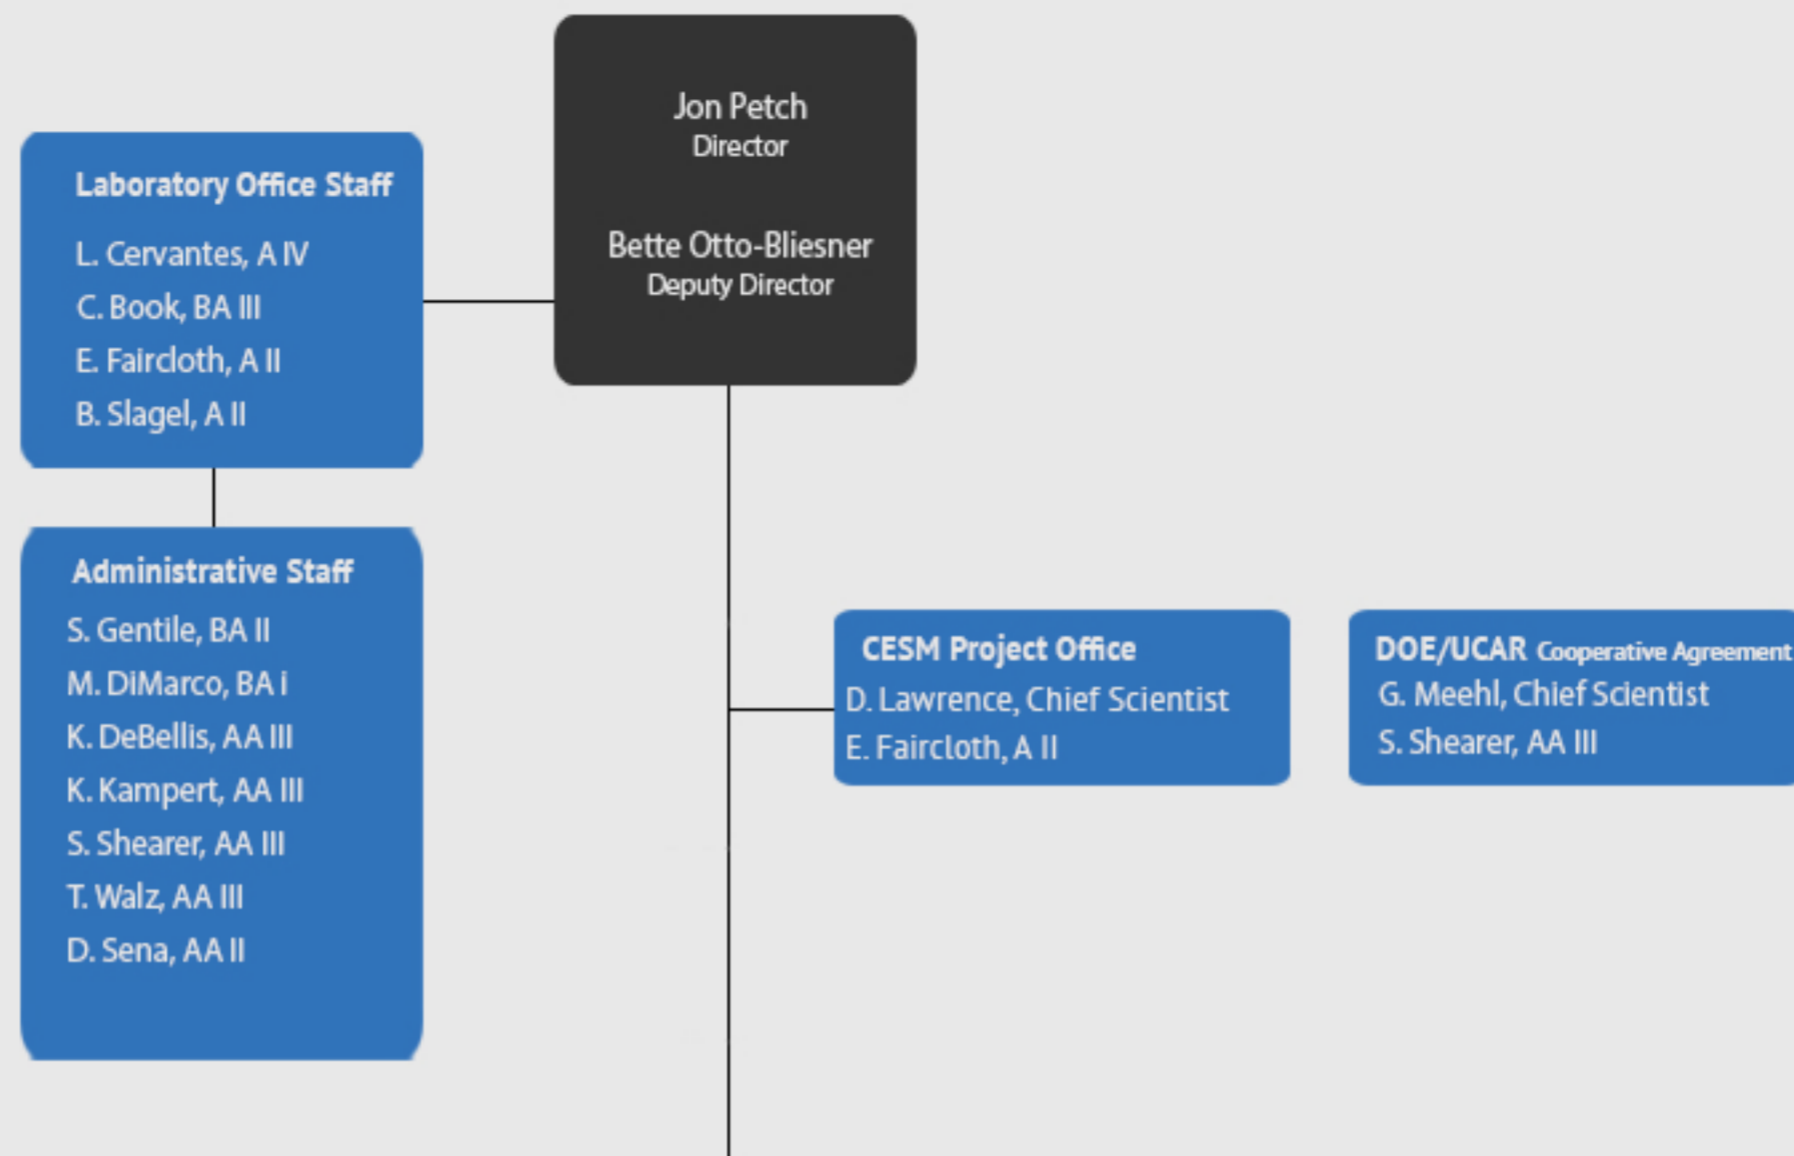 Jon Petch
Director
Bette Otto-Bliesner
Deputy Director
Laboratory Office Staff
L. Cervantes, A IV
C. Book, BA III
E. Faircloth, A II
B. Slagel, A II
Administrative Staff
S. Gentile, BA II
M. DiMarco, BA i
K. DeBellis, AA III
K. Kampert, AA III
S. Shearer, AA III
T. Walz, AA III
D. Sena, AA II
CESM Project Office
D. Lawrence, Chief Scientist
E. Faircloth, A II
DOE/UCAR Cooperative Agreement
G. Meehl, Chief Scientist
S. Shearer, AA III